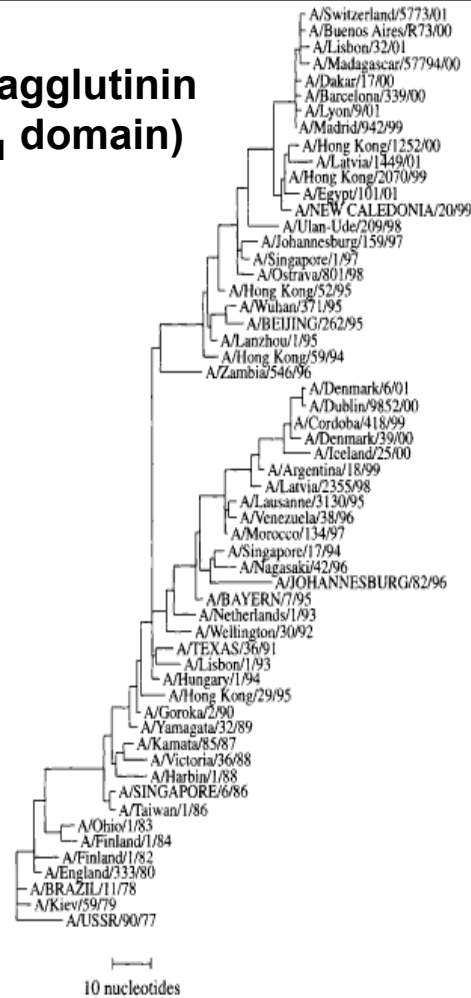 agglutinin
1 domain)
A/Switzerland/5773/01
A/Buenos Aires/R73/00
A/Lisbon/32/01
A/Madagascar/57794/00
A/Dakar/17/00
A/Barcelona/339/00
A/Lyon/9/01
A/Madrid/942/99
A/Hong Kong/1252/00
A/Latvia/1449/01
A/Hong Kong/2070/99
A/Egypt/101/01
A/NEW CALEDONIA/20/99
A/Ulan-Ude/209/98
A/Johannesburg/159/97
A/Singapore/1/97
A/Ostrava/801/98
A/Hong Kong/52/95
A/Wuhan/371/95
A/BEIJING/262/95
A/Lanzhou/1/95
A/Hong Kong/59/94
A/Zambia/546/96
A/Denmark/6/01
A/Dublin/9852/00
A/Cordoba/418/99
A/Denmark/39/00
A/Iceland/25/00
A/Argentina/18/99
A/Latvia/2355/98
A/Lausanne/3130/95
A/Venezuela/38/96
A/Morocco/134/97
A/Singapore/17/94
A/Nagasaki/42/96
A/JOHANNESBURG/82/96
A/BAYERN/7/95
A/Netherlands/1/93
A/Wellington/30/92
A/TEXAS/36/91
A/Lisbon/1/93
A/Hungary/1/94
A/Hong Kong/29/95
A/Goroka/2/90
A/Yamagata/32/89
A/Kamata/85/87
A/Victoria/36/88
A/Harbin/1/88
A/SINGAPORE/6/86
A/Taiwan/1/86
A/Ohio/1/83
A/Finland/1/84
A/Finland/1/82
A/England/333/80
A/BRAZIL/11/78
A/Kiev/59/79
A/USSR/90/77
10 nucleotides